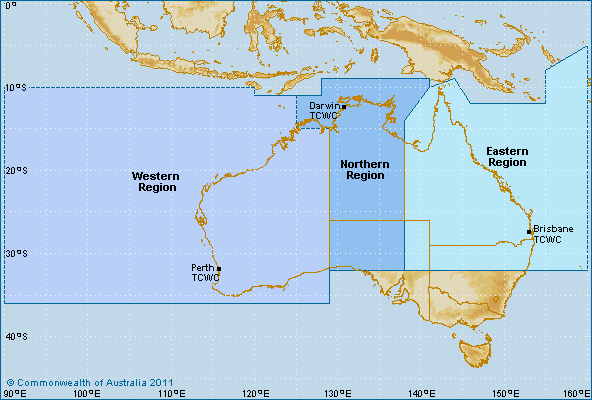 0°
10°S
20°S
30°S
40°S
Darwin
TCWC
Western
Region
Northern
Region
Eastern
Region
Brisbane
TCWC
Perth
TCWC
© Commonwealth of Australia 2011
90°E
100°E
110°E
120°E
130°E
140°E
150°E
160°E